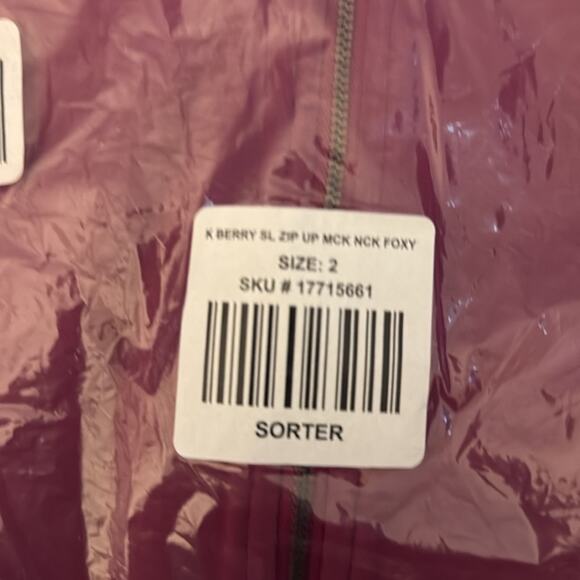 K BERRY SL ZIP UP MCK NCK FOXY
SIZE: 2
SKU # 17715661
SORTER